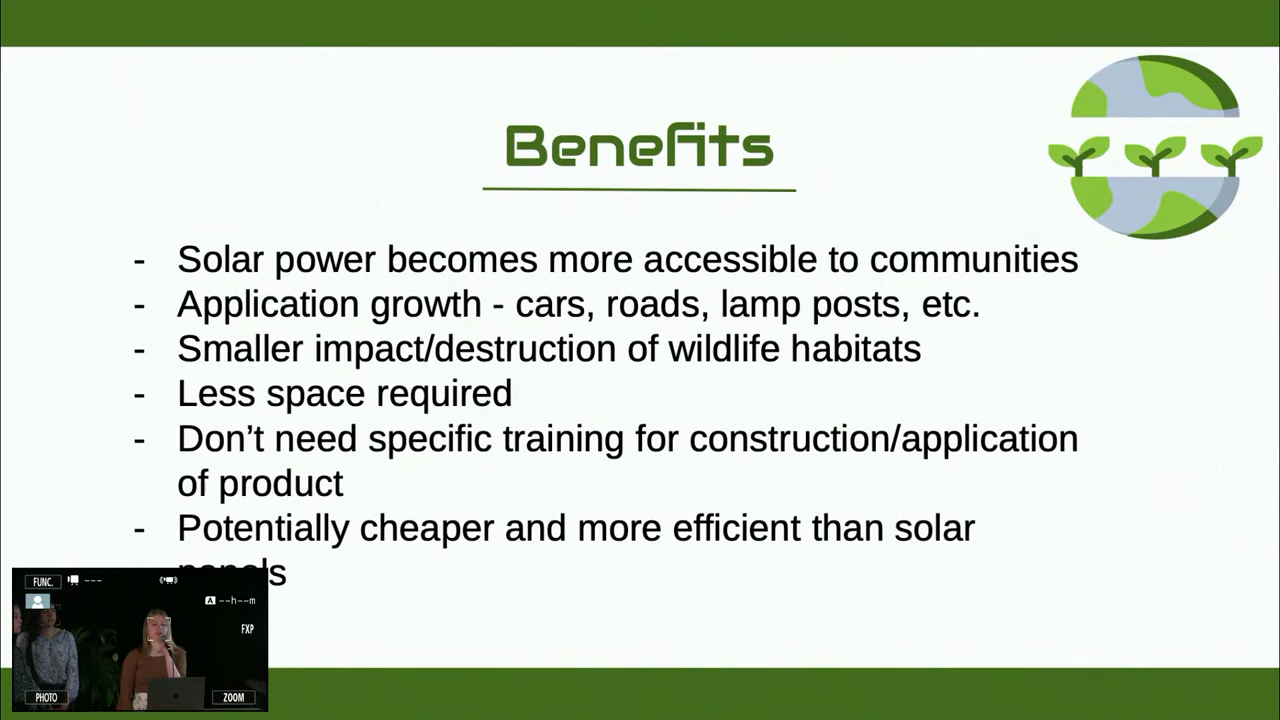 Benefits
- Solar power becomes more accessible to communities
- Application growth - cars, roads, lamp posts, etc.
- Smaller impact/destruction of wildlife habitats
- Less space required
- Don’t need specific training for construction/application
of product
- Potentially cheaper and more efficient than solar
panels
FUNC.
---
A --h--m
FXP
PHOTO
ZOOM